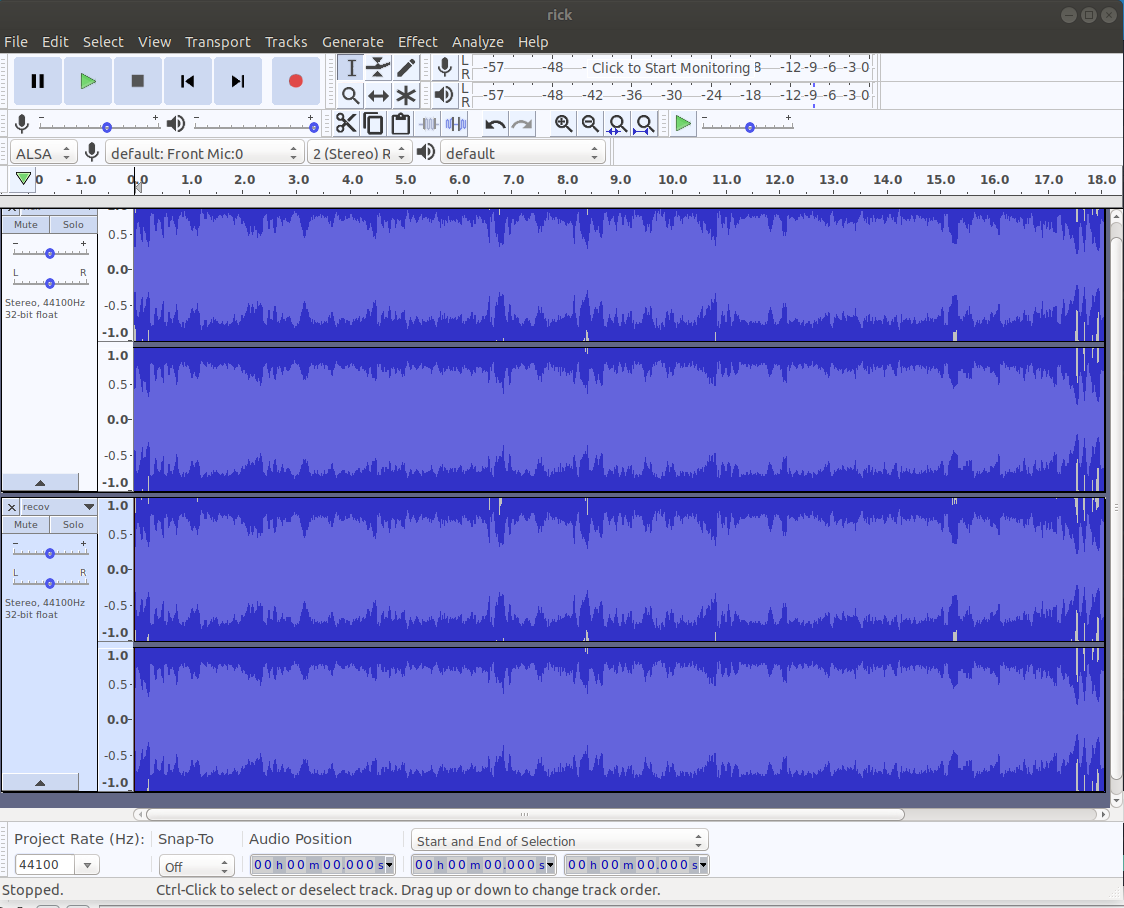 rick
File Edit Select View Transport Tracks Generate Effect Analyze Help
L R -57 -48 - Click to Start Monitoring 8 -12 -9 -6 -3 0
L R -57 -48 -42 -36 -30 -24 -18 -12 -9 -6 -3 0
- + - + - +
ALSA default: Front Mic:0 2 (Stereo) R default
0 - 1.0 0.0 1.0 2.0 3.0 4.0 5.0 6.0 7.0 8.0 9.0 10.0 11.0 12.0 13.0 14.0 15.0 16.0 17.0 18.0
Mute Solo
- +
L R
Stereo, 44100Hz
32-bit float
0.5
0.0
-0.5
-1.0
1.0
0.5
0.0
-0.5
-1.0
recov
Mute Solo
- +
L R
Stereo, 44100Hz
32-bit float
1.0
0.5
0.0
-0.5
-1.0
1.0
0.5
0.0
-0.5
-1.0
Project Rate (Hz): Snap-To Audio Position Start and End of Selection
44100 Off 00 h 00 m 00.000 s 00 h 00 m 00.000 s 00 h 00 m 00.000 s
Stopped. Ctrl-Click to select or deselect track. Drag up or down to change track order.